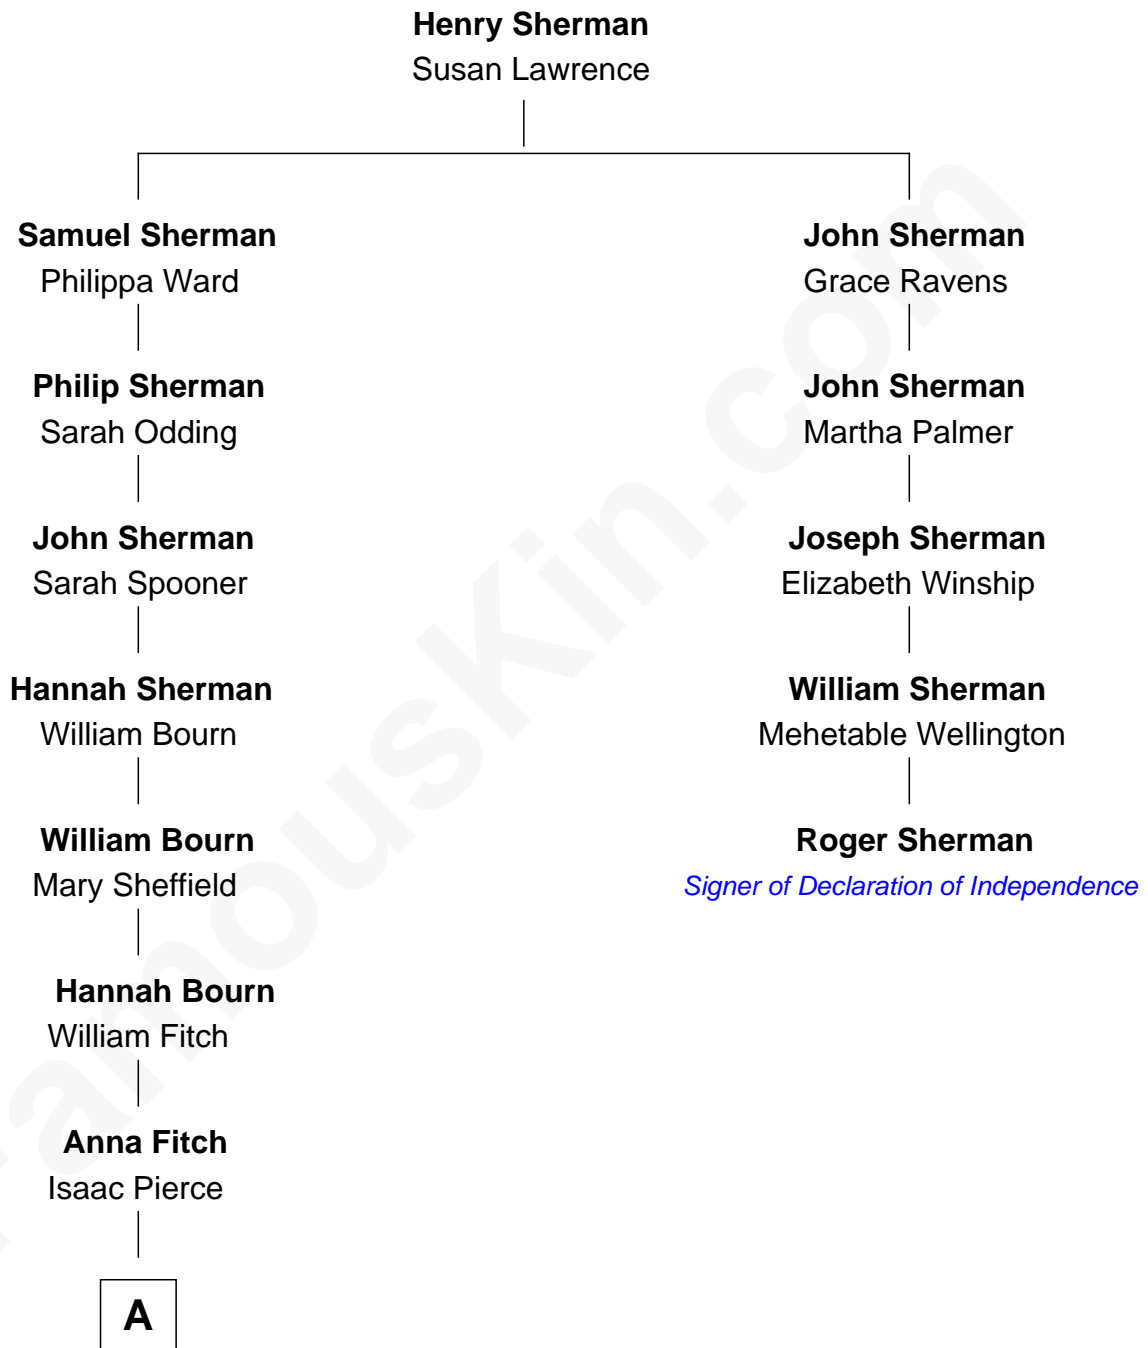 Henry Sherman
Susan Lawrence
Samuel Sherman
Philippa Ward
John Sherman
Grace Ravens
Philip Sherman
Sarah Odding
John Sherman
Martha Palmer
John Sherman
Sarah Spooner
Joseph Sherman
Elizabeth Winship
Hannah Sherman
William Bourn
William Sherman
Mehetable Wellington
William Bourn
Mary Sheffield
Roger Sherman
Signer of Declaration of Independence
Hannah Bourn
William Fitch
Anna Fitch
Isaac Pierce
A
FamousKin.com